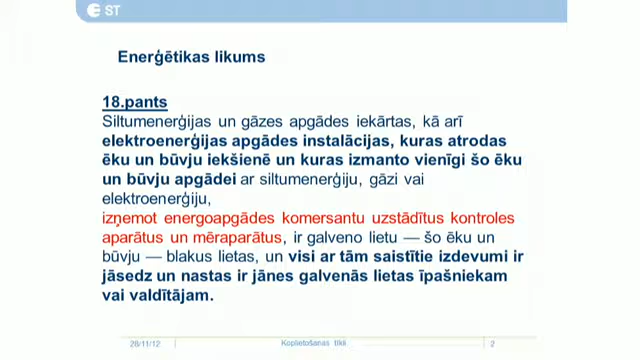 ST
Enerģētikas likums
18.pants
Siltumenerģijas un gāzes apgādes iekārtas, kā arī
elektroenerģijas apgādes instalācijas, kuras atrodas
ēku un būvju iekšienē un kuras izmanto vienīgi šo ēku
un būvju apgādei ar siltumenerģiju, gāzi vai
elektroenerģiju,
izņemot energoapgādes komersantu uzstādītus kontroles
aparātus un mēraparātus, ir galveno lietu — šo ēku un
būvju — blakus lietas, un visi ar tām saistītie izdevumi ir
jāsedz un nastas ir jānes galvenās lietas īpašniekam
vai valdītājam.
28/11/12 Koplietošanas tīkli 2